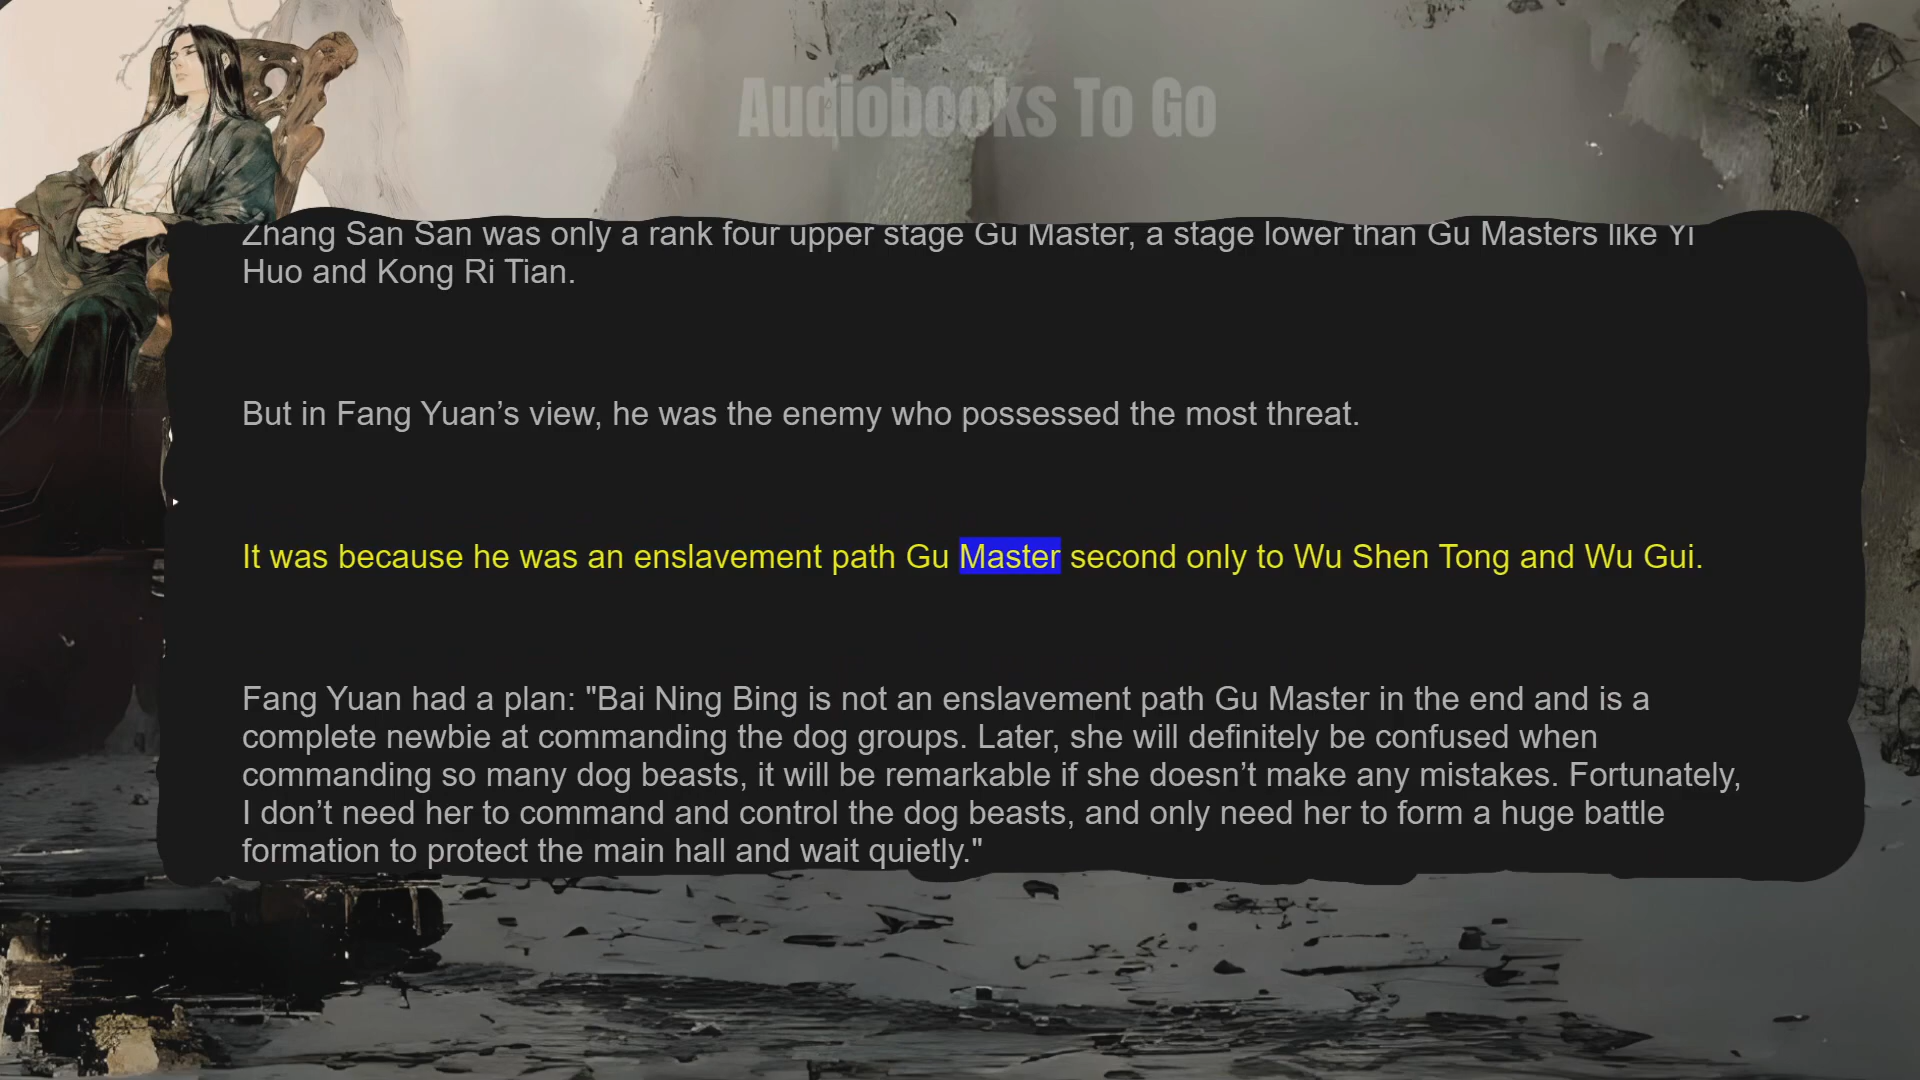 Audiobooks To Go
Zhang San San was only a rank four upper stage Gu Master, a stage lower than Gu Masters like Yi
Huo and Kong Ri Tian.
But in Fang Yuan’s view, he was the enemy who possessed the most threat.
It was because he was an enslavement path Gu Master second only to Wu Shen Tong and Wu Gui.
Fang Yuan had a plan: "Bai Ning Bing is not an enslavement path Gu Master in the end and is a
complete newbie at commanding the dog groups. Later, she will definitely be confused when
commanding so many dog beasts, it will be remarkable if she doesn’t make any mistakes. Fortunately,
I don’t need her to command and control the dog beasts, and only need her to form a huge battle
formation to protect the main hall and wait quietly."